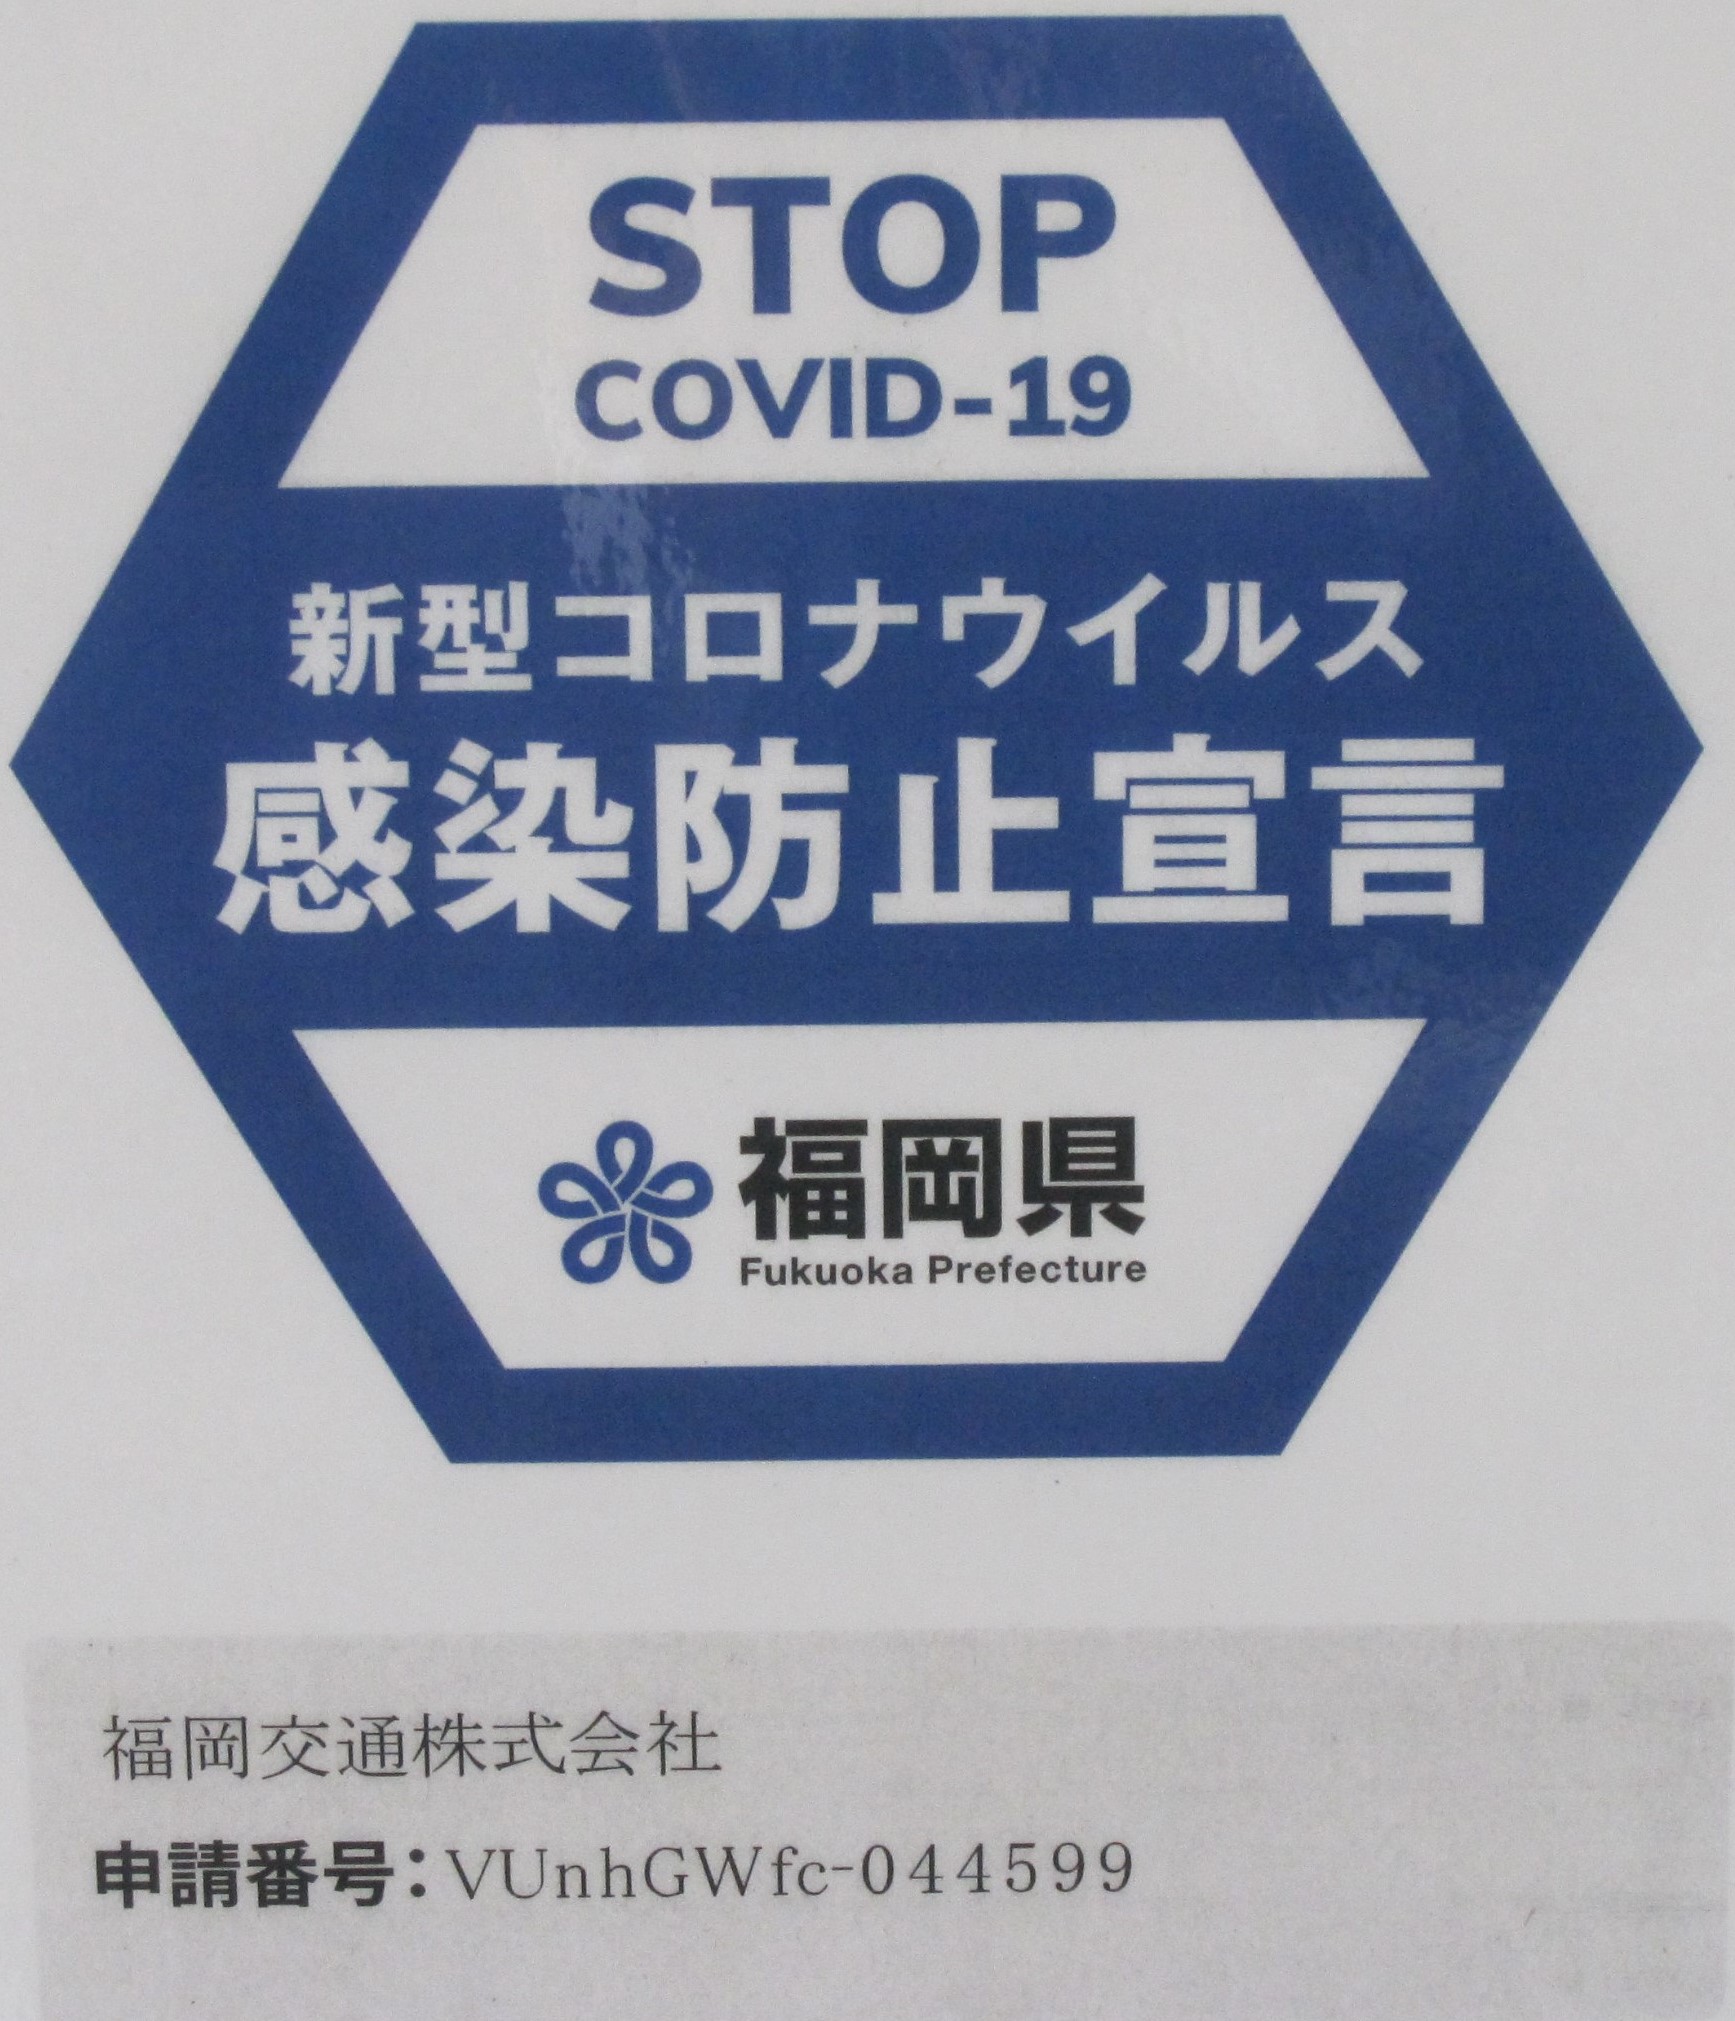 STOP
COVID-19
新型コロナウイルス
感染防止宣言
福岡県
Fukuoka Prefecture
福岡交通株式会社
申請番号：VUnhGWfc-044599